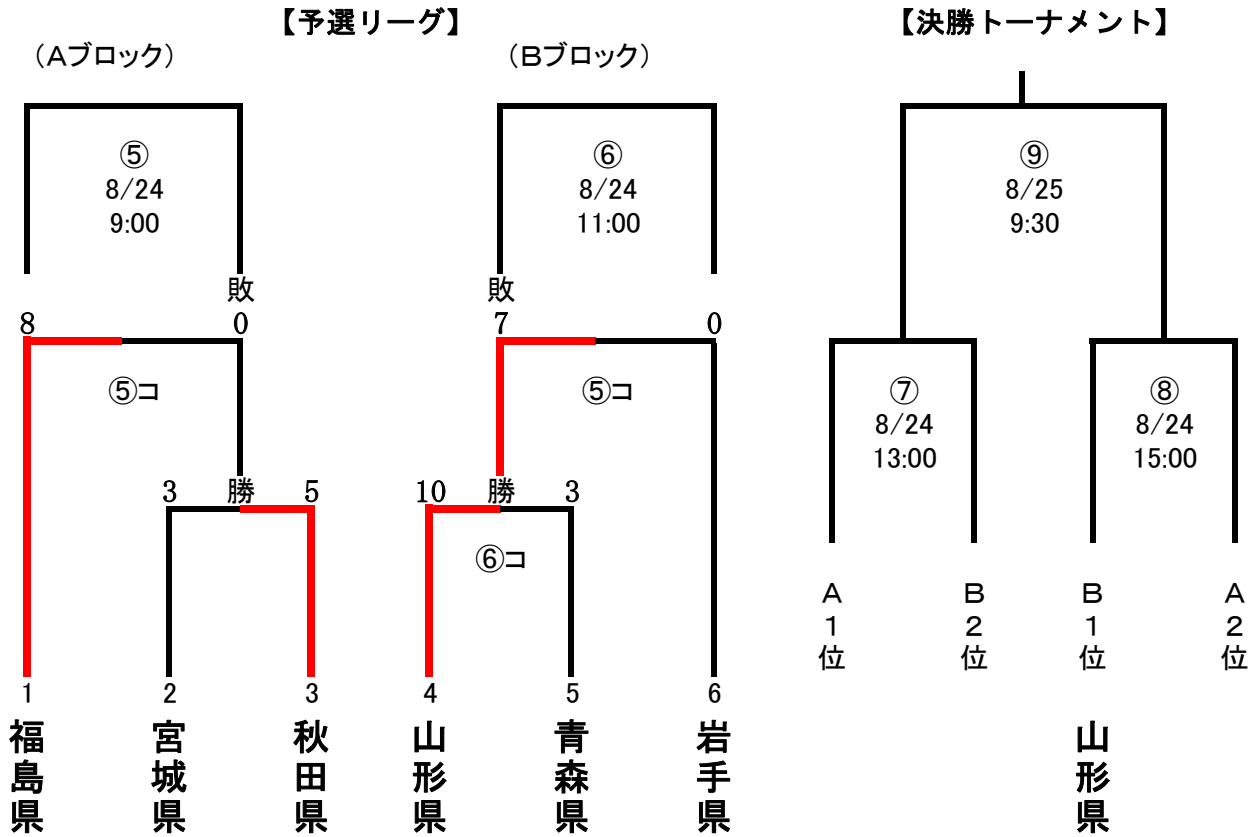 【予選リーグ】
【決勝トーナメント】
（Aブロック）
（Bブロック）
⑤
8/24
9:00
⑥
8/24
11:00
⑨
8/25
9:30
敗
敗
8
0
7
0
⑤コ
⑤コ
⑦
8/24
13:00
⑧
8/24
15:00
3
勝
5
10
勝
3
⑥コ
A1位
B2位
B1位
A2位
1
2
3
4
5
6
福島県
宮城県
秋田県
山形県
青森県
岩手県
山形県